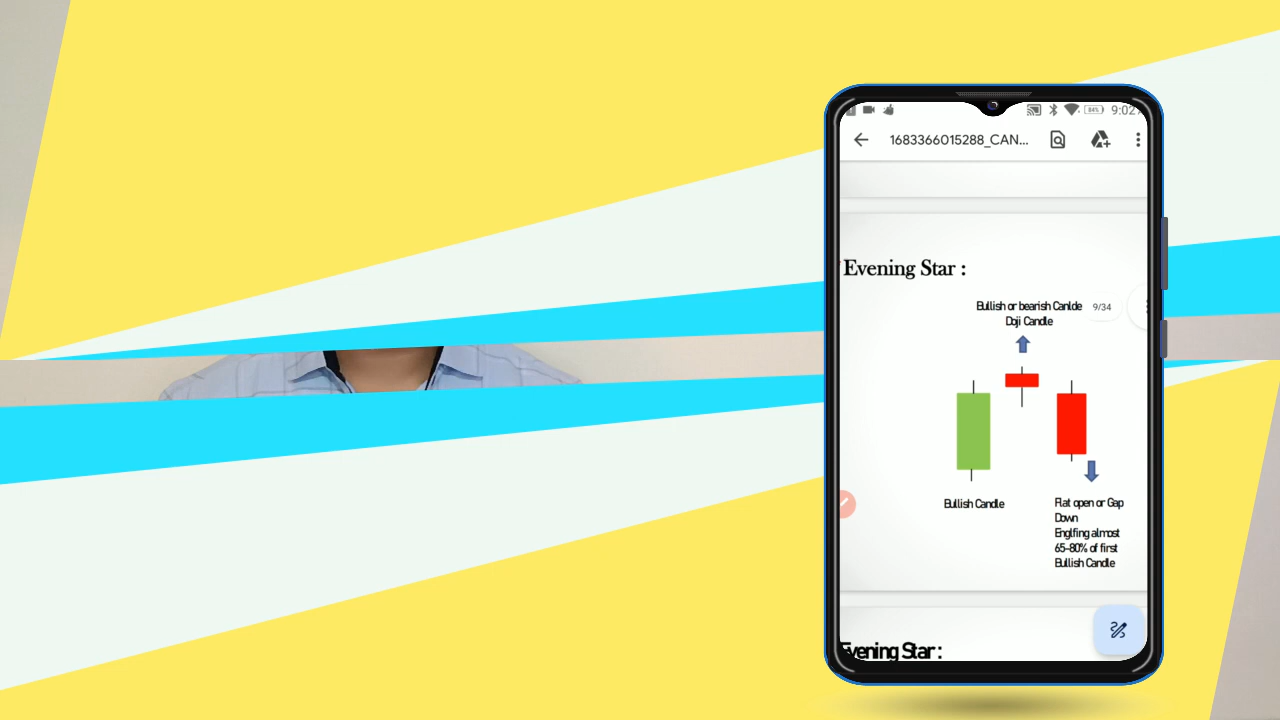 84%
9:02
1683366015288_CAN...
Evening Star :
Bullish or bearish Canlde
Doji Candle
9/34
Bullish Candle
Flat open or Gap
Down
Englfing almost
65-80% of first
Bullish Candle
Evening Star :